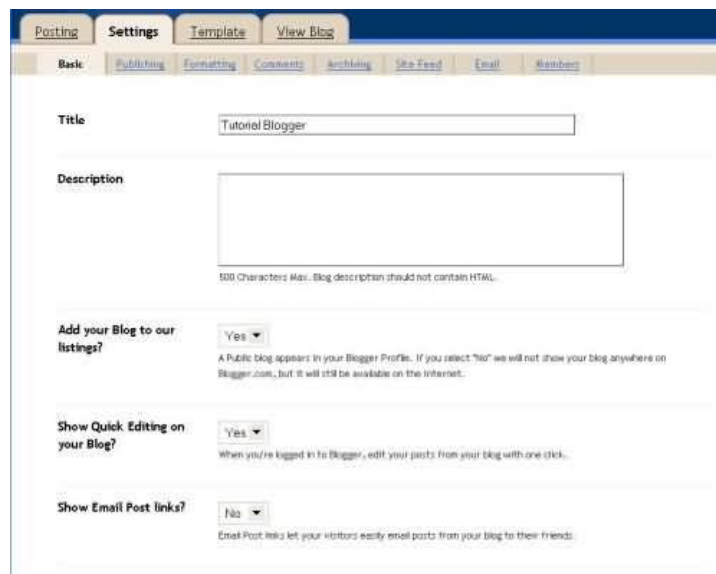 Posting Settings Template View Blog
Basic Publishing Formatting Comments Archiving Site Feed Email Members
Title
Tutorial Blogger
Description
500 Characters Max. Blog description should not contain HTML.
Add your Blog to our
listings?
Yes
A Public blog appears in your Blogger Profile. If you select "No" we will not show your blog anywhere on
Blogger.com, but it will still be available on the Internet.
Show Quick Editing on
your Blog?
Yes
When you're logged in to Blogger, edit your posts from your blog with one click.
Show Email Post links?
No
Email Post links let your visitors easily email posts from your blog to their friends.